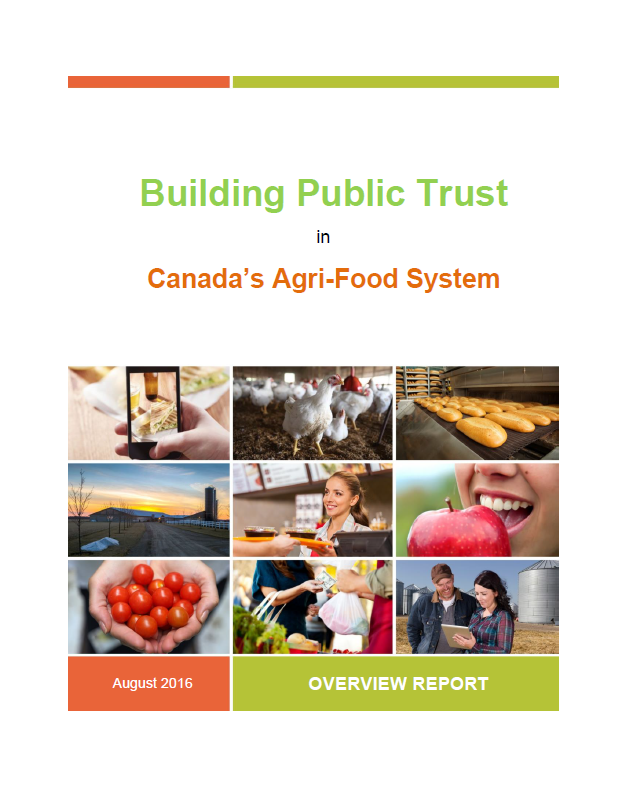 Building Public Trust
in
Canada’s Agri-Food System
August 2016
OVERVIEW REPORT